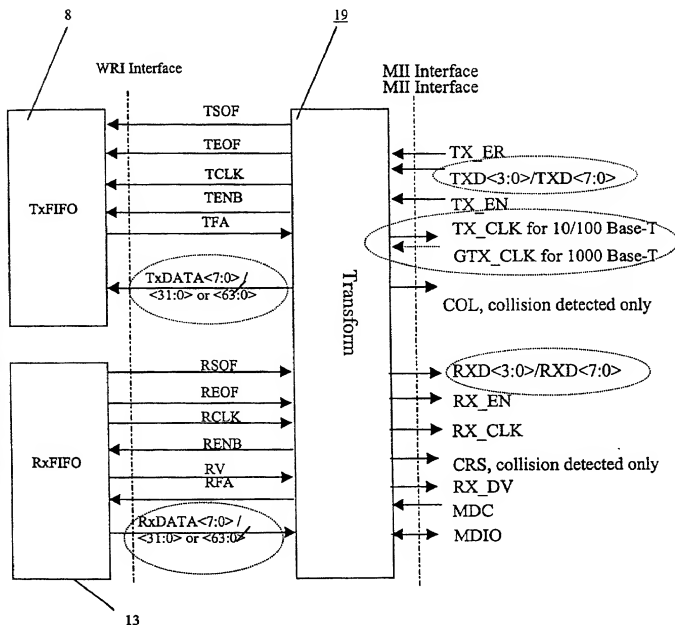 8
19
WRI Interface
MII Interface
MII Interface
TSOF
TEOF
TCLK
TENB
TFA
TxFIFO
TxDATA<7:0> /
<31:0> or <63:0>
Transform
TX_ER
TXD<3:0>/TXD<7:0>
TX_EN
TX_CLK for 10/100 Base-T
GTX_CLK for 1000 Base-T
COL, collision detected only
RSOF
REOF
RCLK
RENB
RV
RFA
RxFIFO
RxDATA<7:0> /
<31:0> or <63:0>
RXD<3:0>/RXD<7:0>
RX_EN
RX_CLK
CRS, collision detected only
RX_DV
MDC
MDIO
13